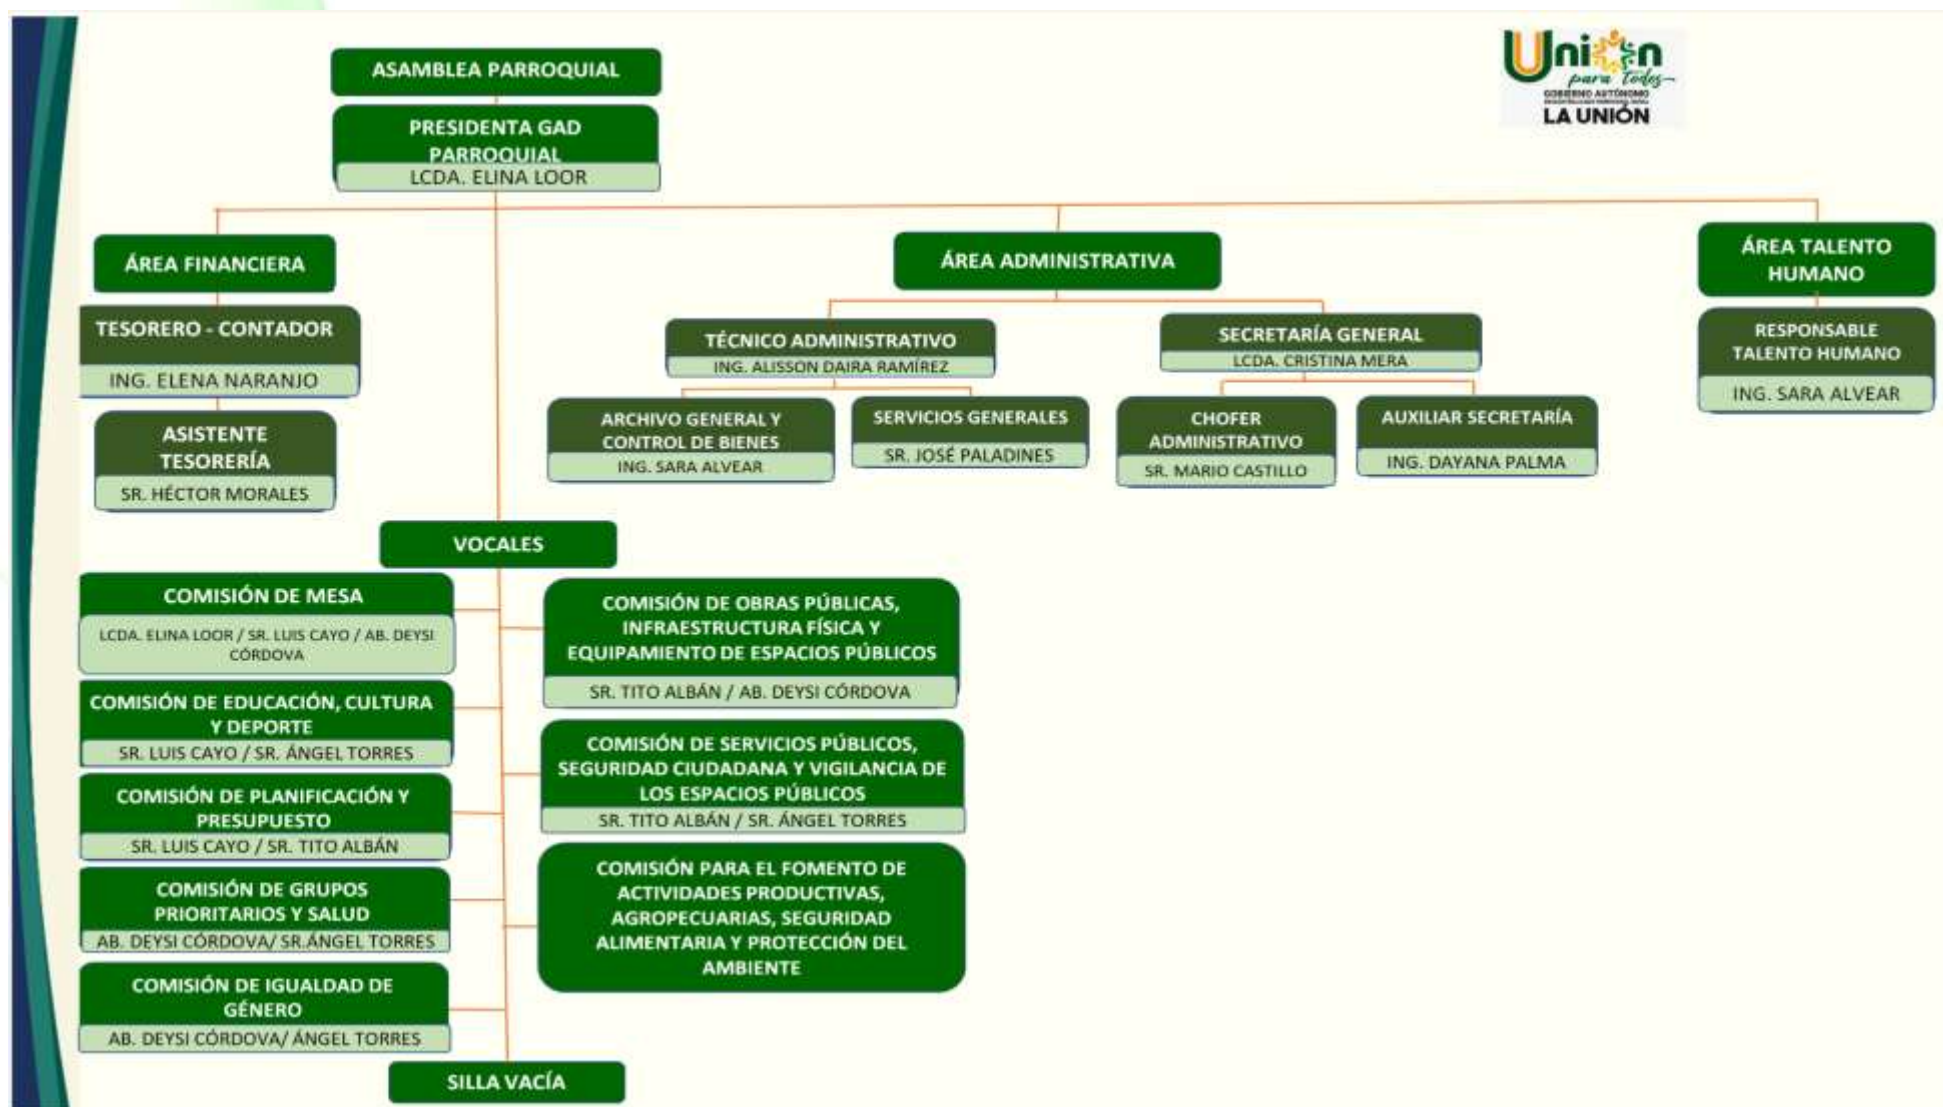 Unión
para Todos
GOBIERNO AUTÓNOMO
LA UNIÓN
ASAMBLEA PARROQUIAL
PRESIDENTA GAD
PARROQUIAL
LCDA. ELINA LOOR
ÁREA FINANCIERA
TESORERO - CONTADOR
ING. ELENA NARANJO
ASISTENTE
TESORERÍA
SR. HÉCTOR MORALES
ÁREA ADMINISTRATIVA
TÉCNICO ADMINISTRATIVO
ING. ALISSON DAIRA RAMÍREZ
ARCHIVO GENERAL Y
CONTROL DE BIENES
ING. SARA ALVEAR
SERVICIOS GENERALES
SR. JOSÉ PALADINES
SECRETARÍA GENERAL
LCDA. CRISTINA MERA
CHOFER
ADMINISTRATIVO
SR. MARIO CASTILLO
AUXILIAR SECRETARÍA
ING. DAYANA PALMA
ÁREA TALENTO
HUMANO
RESPONSABLE
TALENTO HUMANO
ING. SARA ALVEAR
VOCALES
COMISIÓN DE MESA
LCDA. ELINA LOOR / SR. LUIS CAYO / AB. DEYSI
CÓRDOVA
COMISIÓN DE EDUCACIÓN, CULTURA
Y DEPORTE
SR. LUIS CAYO / SR. ÁNGEL TORRES
COMISIÓN DE PLANIFICACIÓN Y
PRESUPUESTO
SR. LUIS CAYO / SR. TITO ALBÁN
COMISIÓN DE GRUPOS
PRIORITARIOS Y SALUD
AB. DEYSI CÓRDOVA/ SR.ÁNGEL TORRES
COMISIÓN DE IGUALDAD DE
GÉNERO
AB. DEYSI CÓRDOVA/ ÁNGEL TORRES
COMISIÓN DE OBRAS PÚBLICAS,
INFRAESTRUCTURA FÍSICA Y
EQUIPAMIENTO DE ESPACIOS PÚBLICOS
SR. TITO ALBÁN / AB. DEYSI CÓRDOVA
COMISIÓN DE SERVICIOS PÚBLICOS,
SEGURIDAD CIUDADANA Y VIGILANCIA DE
LOS ESPACIOS PÚBLICOS
SR. TITO ALBÁN / SR. ÁNGEL TORRES
COMISIÓN PARA EL FOMENTO DE
ACTIVIDADES PRODUCTIVAS,
AGROPECUARIAS, SEGURIDAD
ALIMENTARIA Y PROTECCIÓN DEL
AMBIENTE
SILLA VACÍA